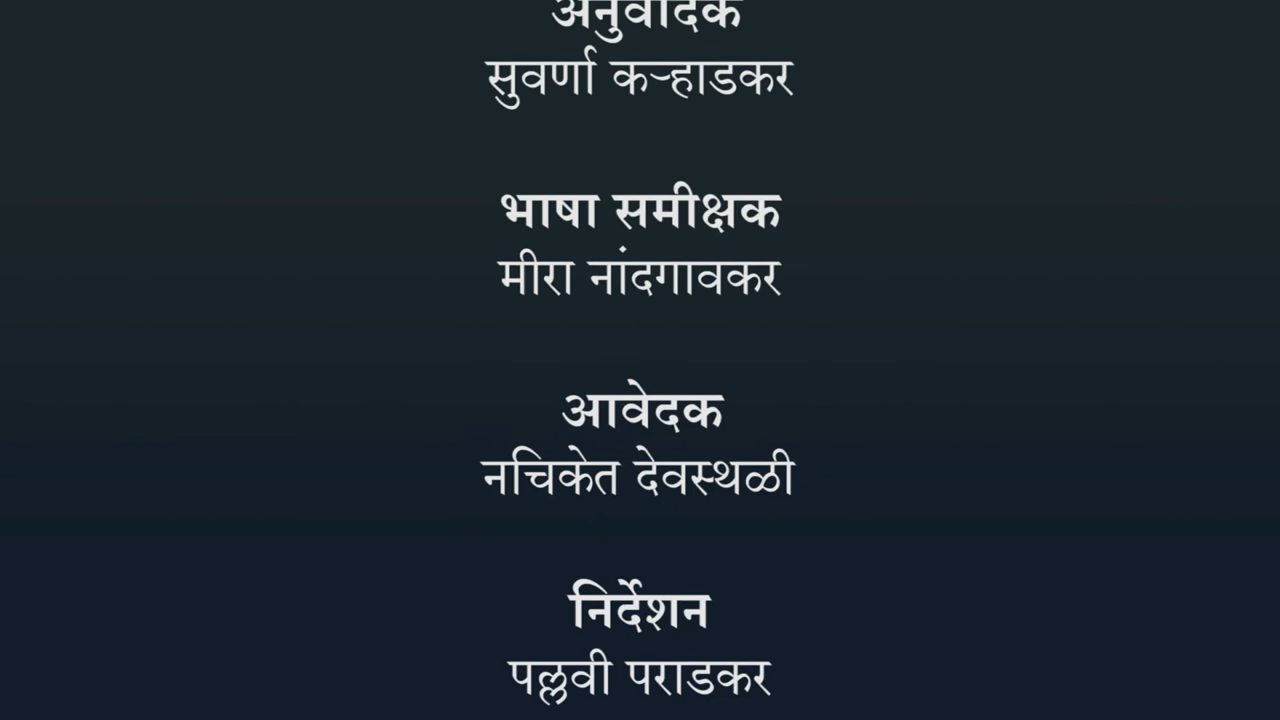 अनुवादक
सुवर्णा कऱ्हाडकर
भाषा समीक्षक
मीरा नांदगावकर
आवेदक
नचिकेत देवस्थळी
निर्देशन
पल्लवी पराडकर